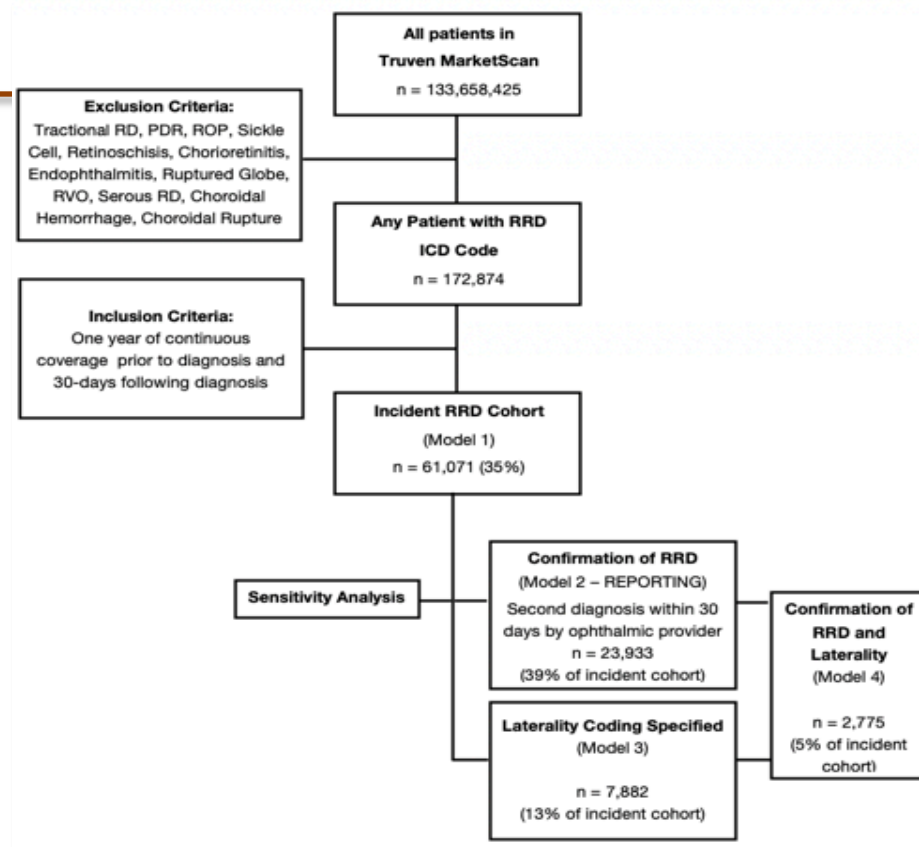 All patients in
Truven MarketScan
n = 133,658,425
Exclusion Criteria:
Tractional RD, PDR, ROP, Sickle
Cell, Retinoschisis, Chorioretinitis,
Endophthalmitis, Ruptured Globe,
RVO, Serous RD, Choroidal
Hemorrhage, Choroidal Rupture
Any Patient with RRD
ICD Code
n = 172,874
Inclusion Criteria:
One year of continuous
coverage prior to diagnosis and
30-days following diagnosis
Incident RRD Cohort
(Model 1)
n = 61,071 (35%)
Sensitivity Analysis
Confirmation of RRD
(Model 2 – REPORTING)
Second diagnosis within 30
days by ophthalmic provider
n = 23,933
(39% of incident cohort)
Laterality Coding Specified
(Model 3)
n = 7,882
(13% of incident cohort)
Confirmation of
RRD and
Laterality
(Model 4)
n = 2,775
(5% of incident
cohort)